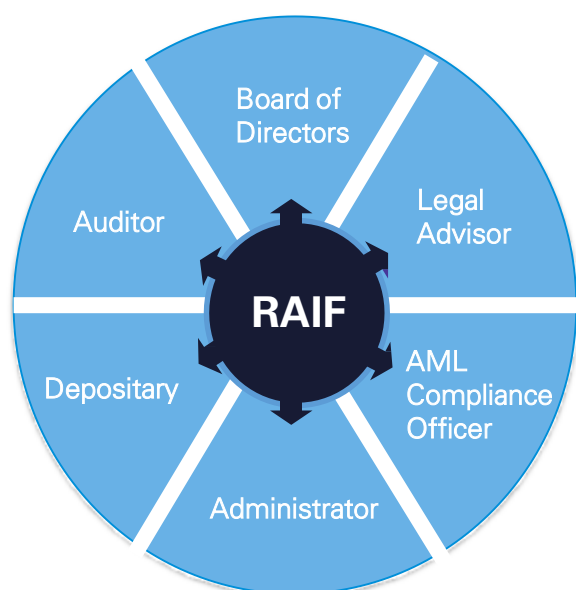 Board of
Directors
Legal
Advisor
Auditor
RAIF
AML
Compliance
Officer
Depositary
Administrator